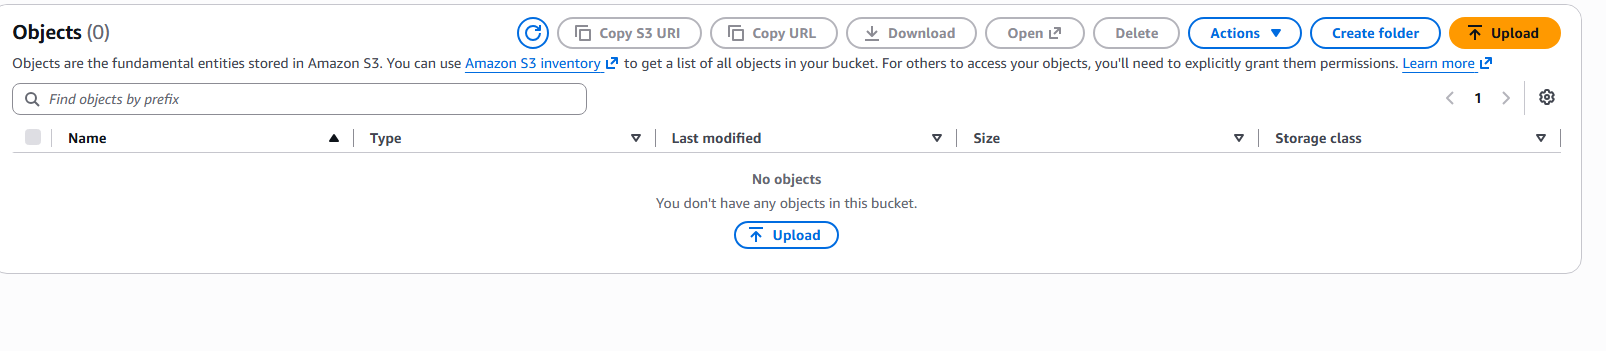 Objects (0)
Copy S3 URI
Copy URL
Download
Open
Delete
Actions
Create folder
Upload
Objects are the fundamental entities stored in Amazon S3. You can use Amazon S3 inventory to get a list of all objects in your bucket. For others to access your objects, you'll need to explicitly grant them permissions. Learn more
Find objects by prefix
1
Name
Type
Last modified
Size
Storage class
No objects
You don't have any objects in this bucket.
Upload